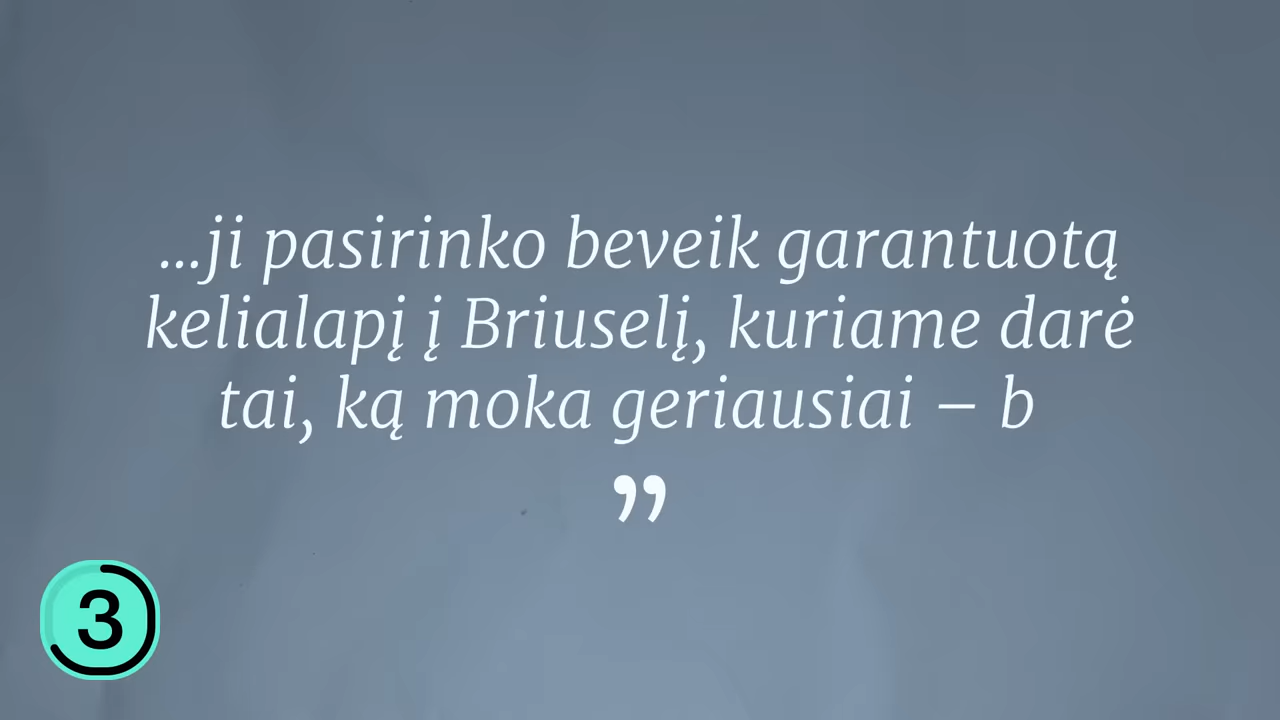 ...ji pasirinko beveik garantuotą
kelialapį į Briuselį, kuriame darė
tai, ką moka geriausiai – b
”
3